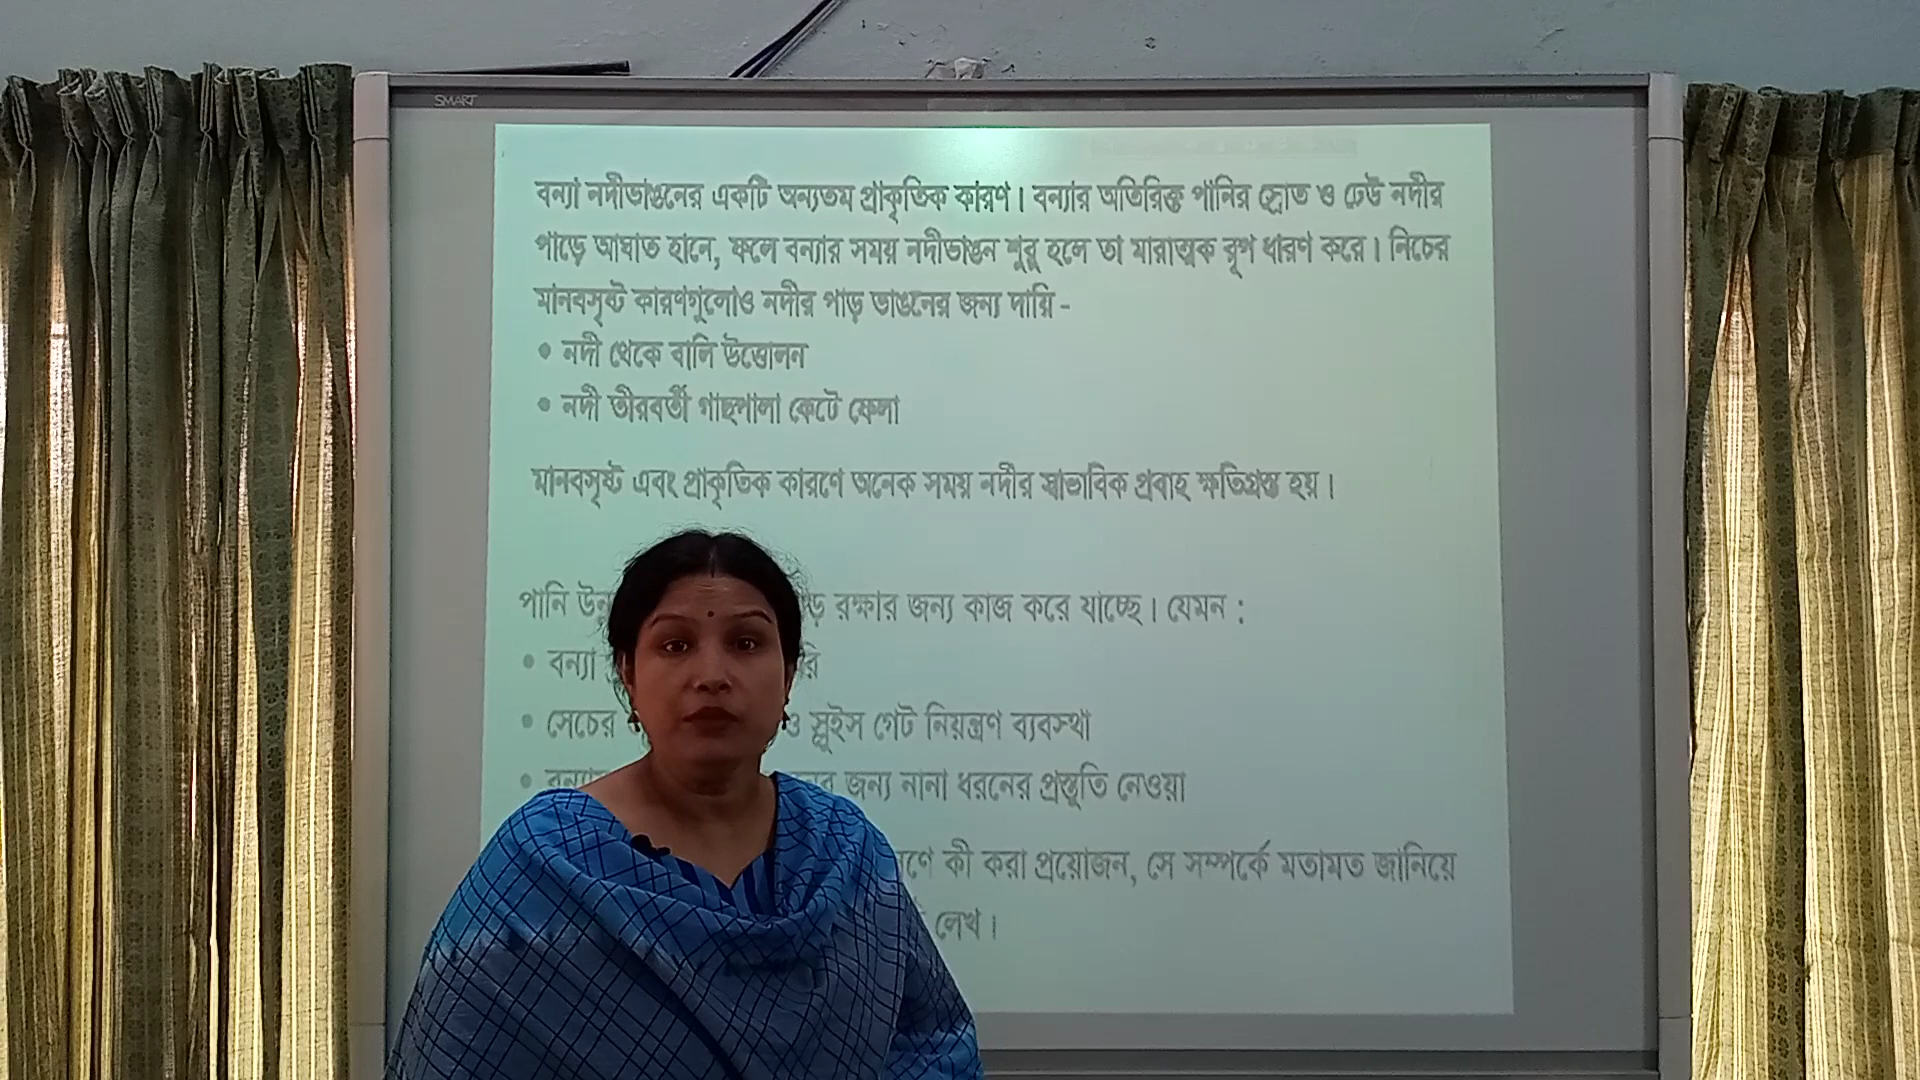 SMART
বন্যা নদীভাঙনের একটি অন্যতম প্রাকৃতিক কারণ। বন্যার অতিরিক্ত পানির স্রোত ও ঢেউ নদীর
পাড়ে আঘাত হানে, ফলে বন্যার সময় নদীভাঙন শুরু হলে তা মারাত্মক রূপ ধারণ করে। নিচের
মানবসৃষ্ট কারণগুলোও নদীর পাড় ভাঙনের জন্য দায়ি -
• নদী থেকে বালি উত্তোলন
• নদী তীরবর্তী গাছপালা কেটে ফেলা
মানবসৃষ্ট এবং প্রাকৃতিক কারণে অনেক সময় নদীর স্বাভাবিক প্রবাহ ক্ষতিগ্রস্ত হয়।
পানি রক্ষার জন্য কাজ করে যাচ্ছে। যেমন :
• বন্যা
• সেচের ও স্লুইস গেট নিয়ন্ত্রণ ব্যবস্থা
• জন্য নানা ধরনের প্রস্তুতি নেওয়া
কী করা প্রয়োজন, সে সম্পর্কে মতামত জানিয়ে
লেখ।